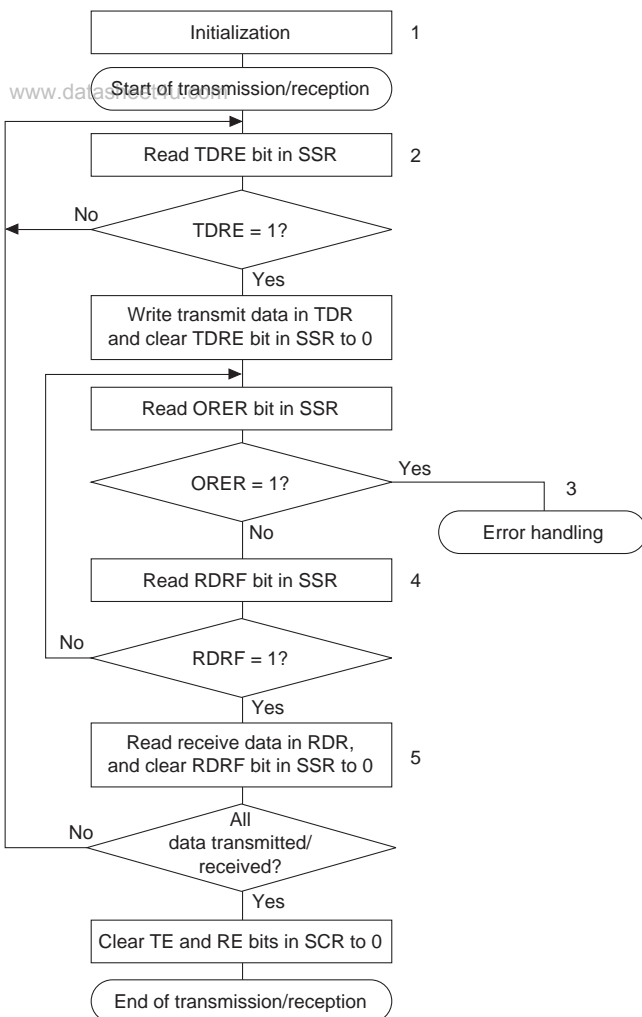 Initialization
1
www.datasheet4u.com
Start of transmission/reception
Read TDRE bit in SSR
2
No
TDRE = 1?
Yes
Write transmit data in TDR
and clear TDRE bit in SSR to 0
Read ORER bit in SSR
Yes
ORER = 1?
3
Error handling
No
Read RDRF bit in SSR
4
No
RDRF = 1?
Yes
Read receive data in RDR,
and clear RDRF bit in SSR to 0
5
All
No
data transmitted/
received?
Yes
Clear TE and RE bits in SCR to 0
End of transmission/reception